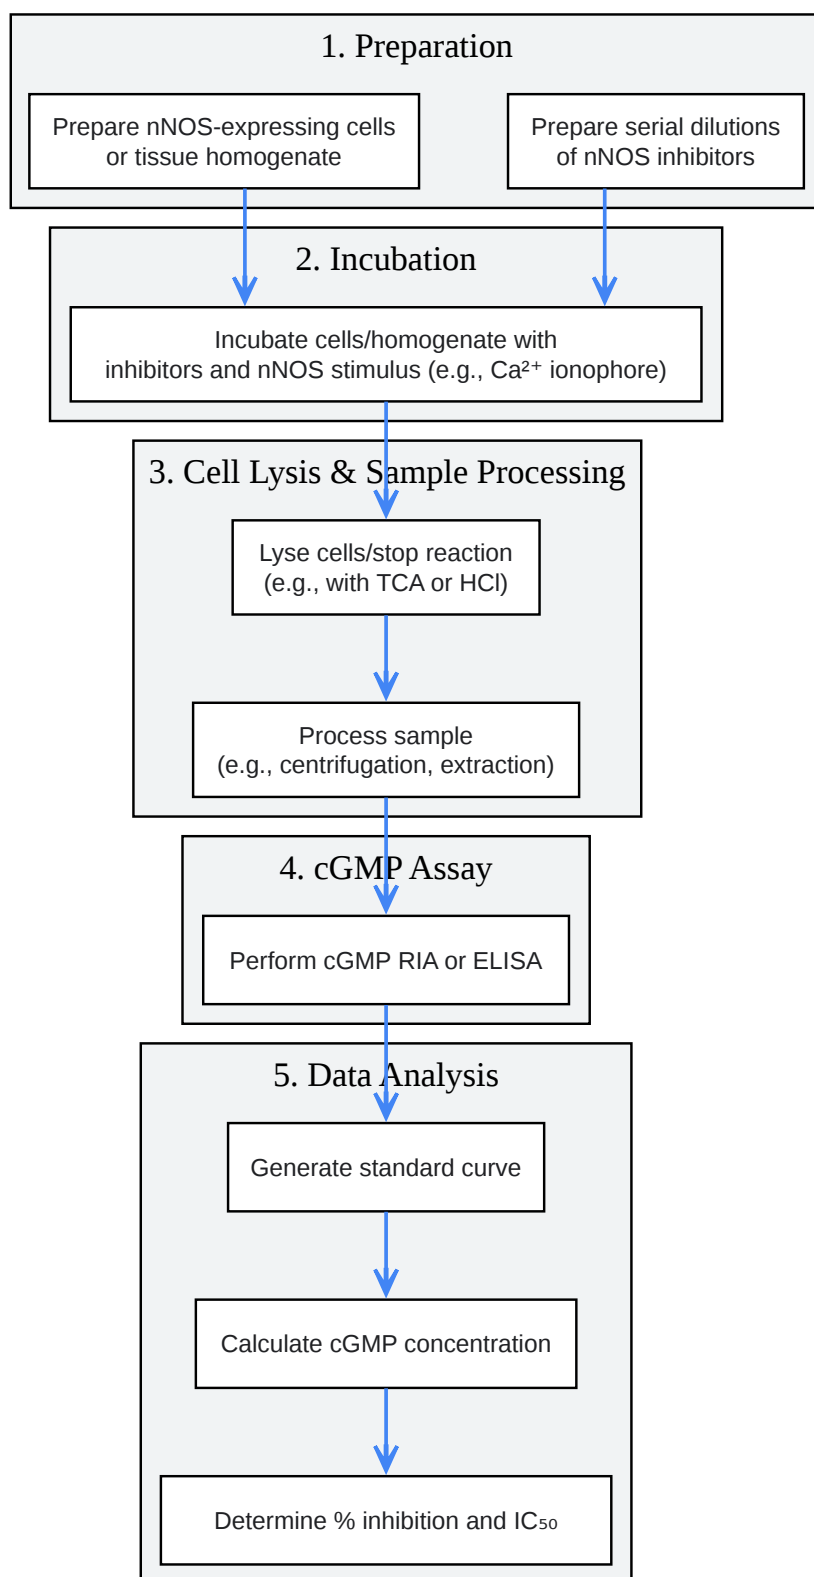 1. Preparation
Prepare nNOS-expressing cells
or tissue homogenate
Prepare serial dilutions
of nNOS inhibitors
2. Incubation
Incubate cells/homogenate with
inhibitors and nNOS stimulus (e.g., Ca²⁺ ionophore)
3. Cell Lysis & Sample Processing
Lyse cells/stop reaction
(e.g., with TCA or HCl)
Process sample
(e.g., centrifugation, extraction)
4. cGMP Assay
Perform cGMP RIA or ELISA
5. Data Analysis
Generate standard curve
Calculate cGMP concentration
Determine % inhibition and IC₅₀